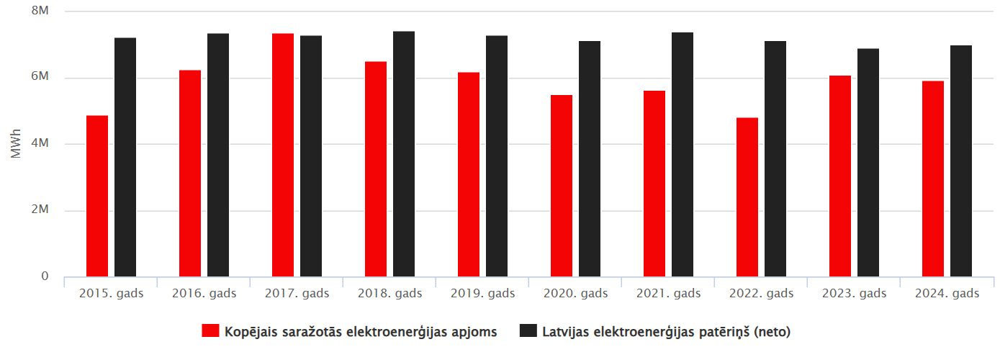 8M
6M
4M
2M
0
MWh
2015. gads 2016. gads 2017. gads 2018. gads 2019. gads 2020. gads 2021. gads 2022. gads 2023. gads 2024. gads
Kopējais saražotās elektroenerģijas apjoms Latvijas elektroenerģijas patēriņš (neto)